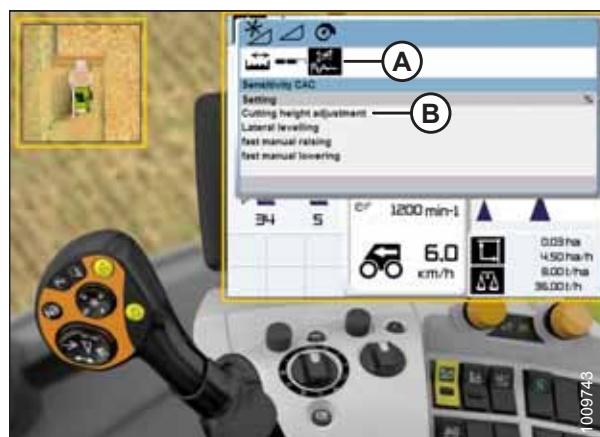 A
Sensitivity CAC
Setting %
Cutting height adjustment
B
Lateral levelling
fast manual raising
fast manual lowering
34 5
1200 min-1
6.0
km/h
0.03 ha
4.50 ha/h
8.00 t/ha
36.00 t/h
1009743